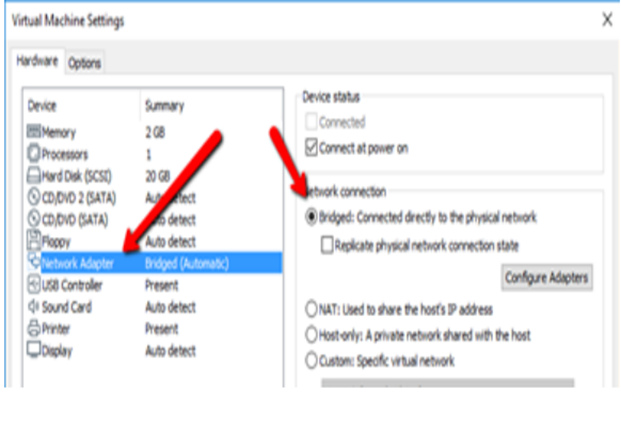 Virtual Machine Settings
X
Hardware Options
Device Summary
Memory 2 GB
Processors 1
Hard Disk (SCSI) 20 GB
CD/DVD 2 (SATA) Auto detect
CD/DVD (SATA) Auto detect
Floppy Auto detect
Network Adapter Bridged (Automatic)
USB Controller Present
Sound Card Auto detect
Printer Present
Display Auto detect
Device status
Connected
Connect at power on
Network connection
Bridged: Connected directly to the physical network
Replicate physical network connection state
Configure Adapters
NAT: Used to share the host's IP address
Host-only: A private network shared with the host
Custom: Specific virtual network